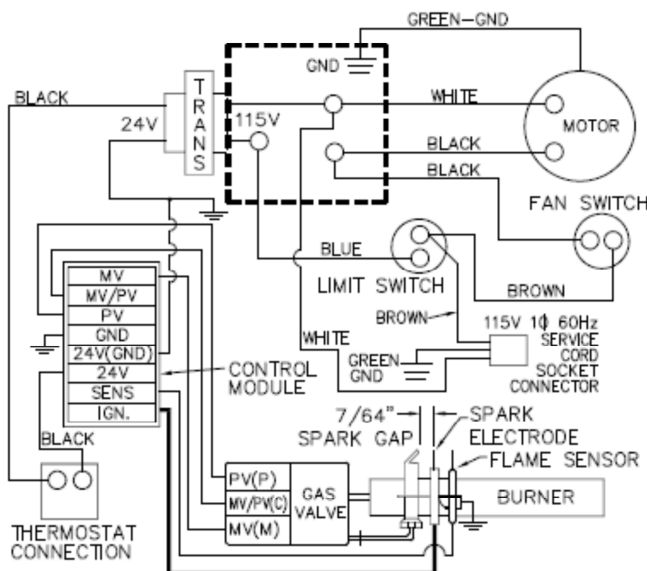 GREEN-GND
GND
BLACK
TRANS
24V
115V
WHITE
MOTOR
BLACK
BLACK
FAN SWITCH
BLUE
LIMIT SWITCH
BROWN
BROWN
MV
MV/PV
PV
GND
24V(GND)
24V
SENS
IGN.
CONTROL
MODULE
WHITE
GREEN
GND
115V 1ϕ 60Hz
SERVICE
CORD
SOCKET
CONNECTOR
7/64"
SPARK GAP
SPARK
ELECTRODE
FLAME SENSOR
BLACK
THERMOSTAT
CONNECTION
PV(P)
MV/PV(C)
MV(M)
GAS
VALVE
BURNER